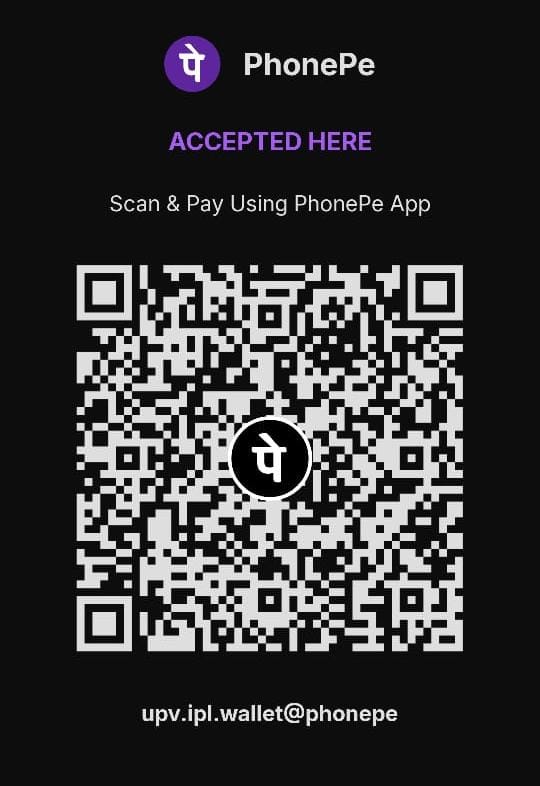 पे PhonePe
ACCEPTED HERE
Scan & Pay Using PhonePe App
पे
upv.ipl.wallet@phonepe